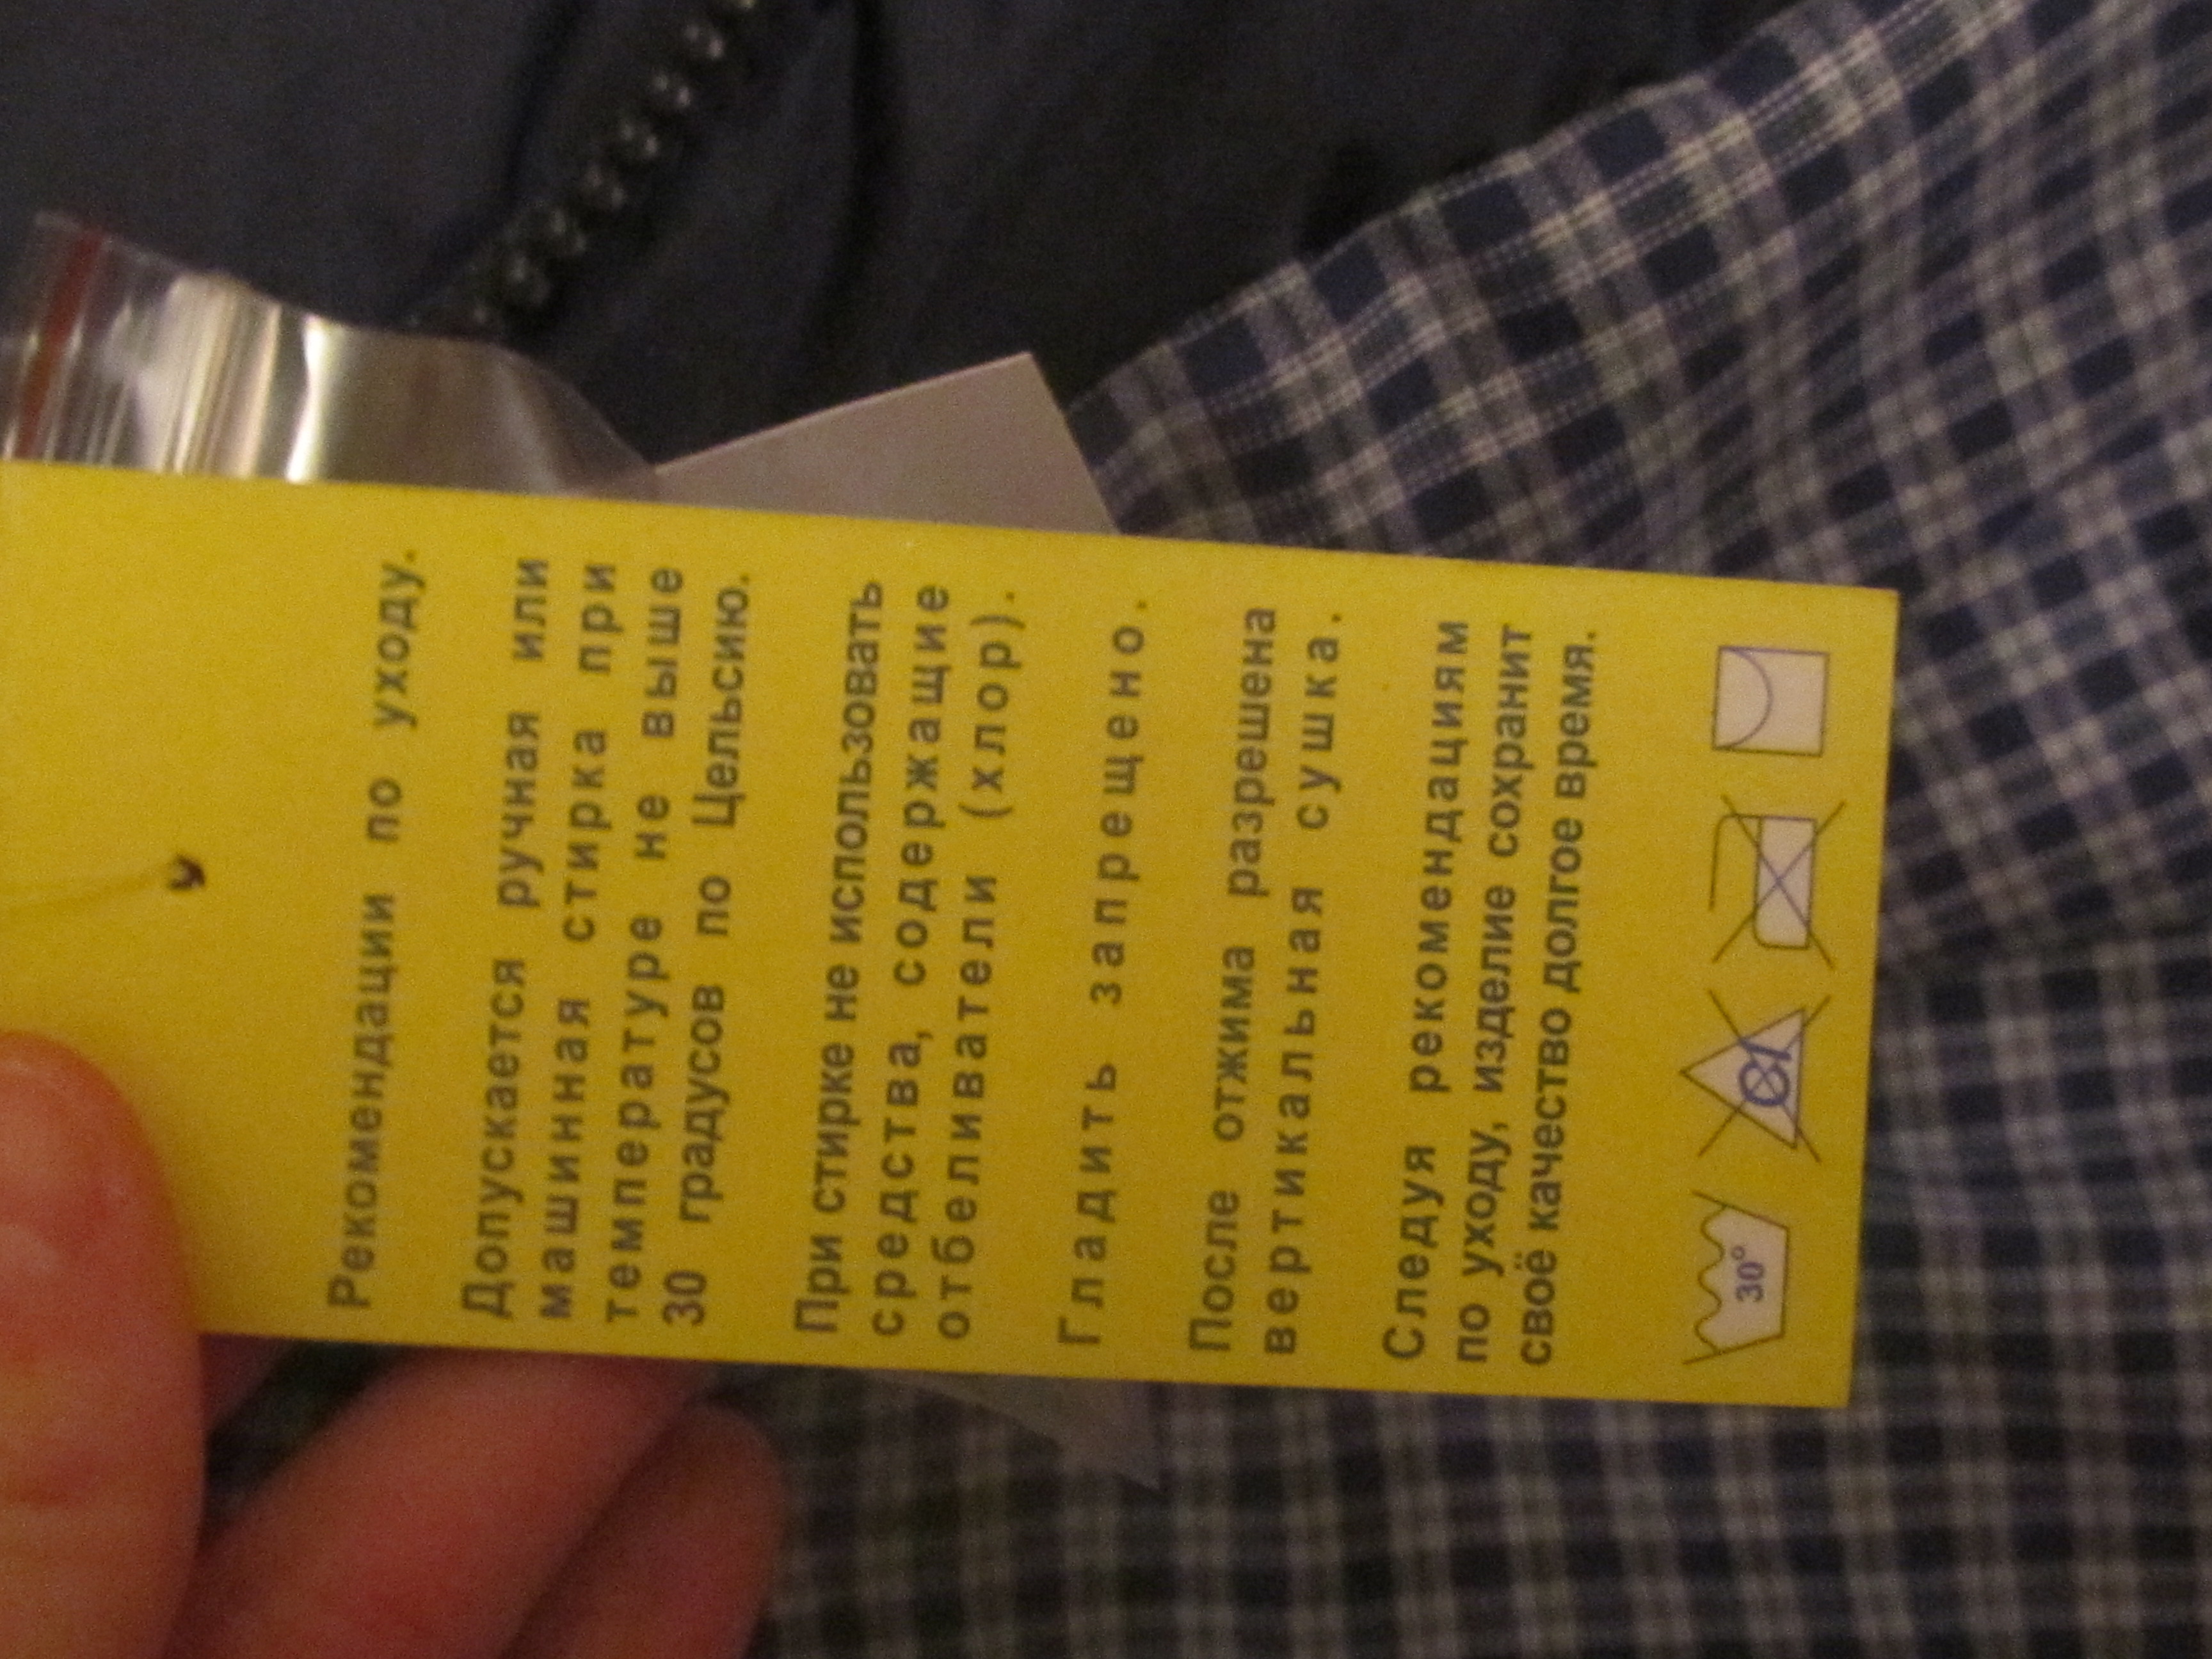 Рекомендации по уходу.
Допускается ручная или
машинная стирка при
температуре не выше
30 градусов по Цельсию.
При стирке не использовать
средства, содержащие
отбеливатели (хлор).
Гладить запрещено.
После отжима разрешена
вертикальная сушка.
Следуя рекомендациям
по уходу, изделие сохранит
своё качество долгое время.
30° Cl